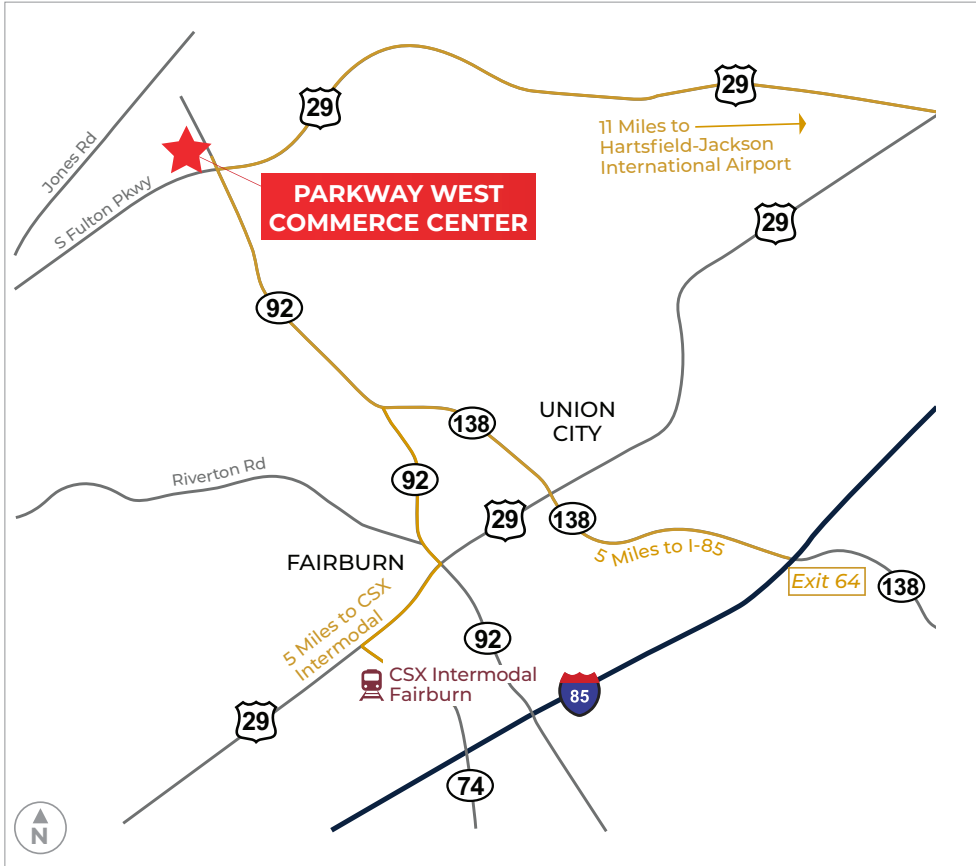 29
29
11 Miles to
Hartsfield-Jackson
International Airport
Jones Rd
S Fulton Pkwy
PARKWAY WEST
COMMERCE CENTER
29
92
138
UNION
CITY
92
Riverton Rd
29
138
5 Miles to I-85
FAIRBURN
Exit 64
138
5 Miles to CSX
Intermodal
92
CSX Intermodal
Fairburn
85
29
74
N